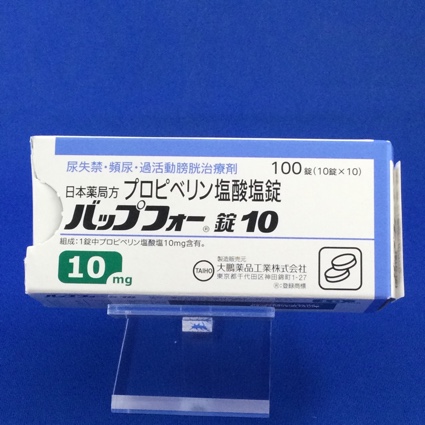 尿失禁・頻尿・過活動膀胱治療剤 100錠(10錠×10)
日本薬局方 プロピベリン塩酸塩錠
バップフォー®錠10
組成:1錠中プロピベリン塩酸塩10mg含有。
10mg
TAIHO
製造販売元
大鵬薬品工業株式会社
東京都千代田区神田錦町1-27
®:登録商標